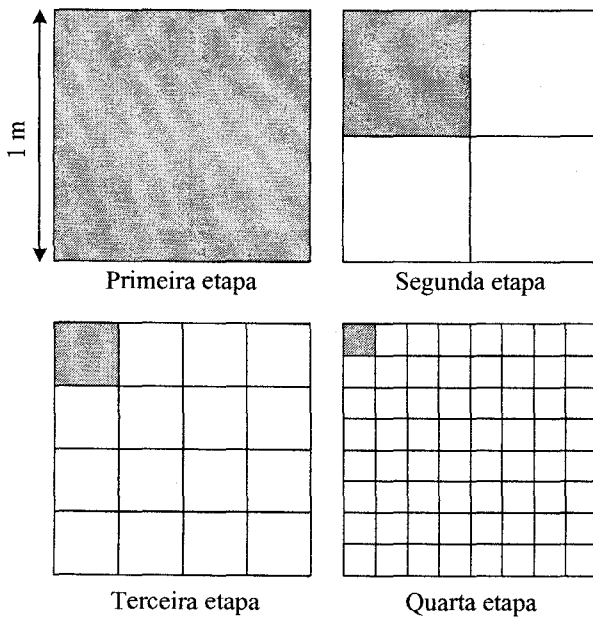 1 m
Primeira etapa
Segunda etapa
Terceira etapa
Quarta etapa